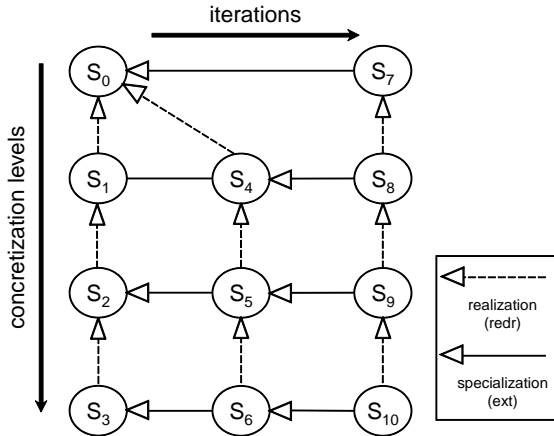 iterations
concretization levels
S0
S7
S1
S4
S8
S2
S5
S9
S3
S6
S10
realization
(redr)
specialization
(ext)